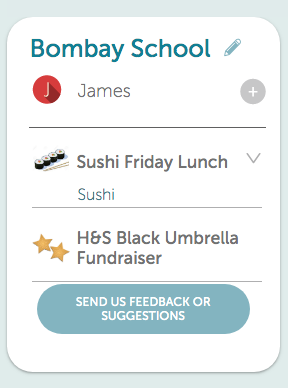 Bombay School
J
James
+
Sushi Friday Lunch
Sushi
H&S Black Umbrella
Fundraiser
SEND US FEEDBACK OR
SUGGESTIONS